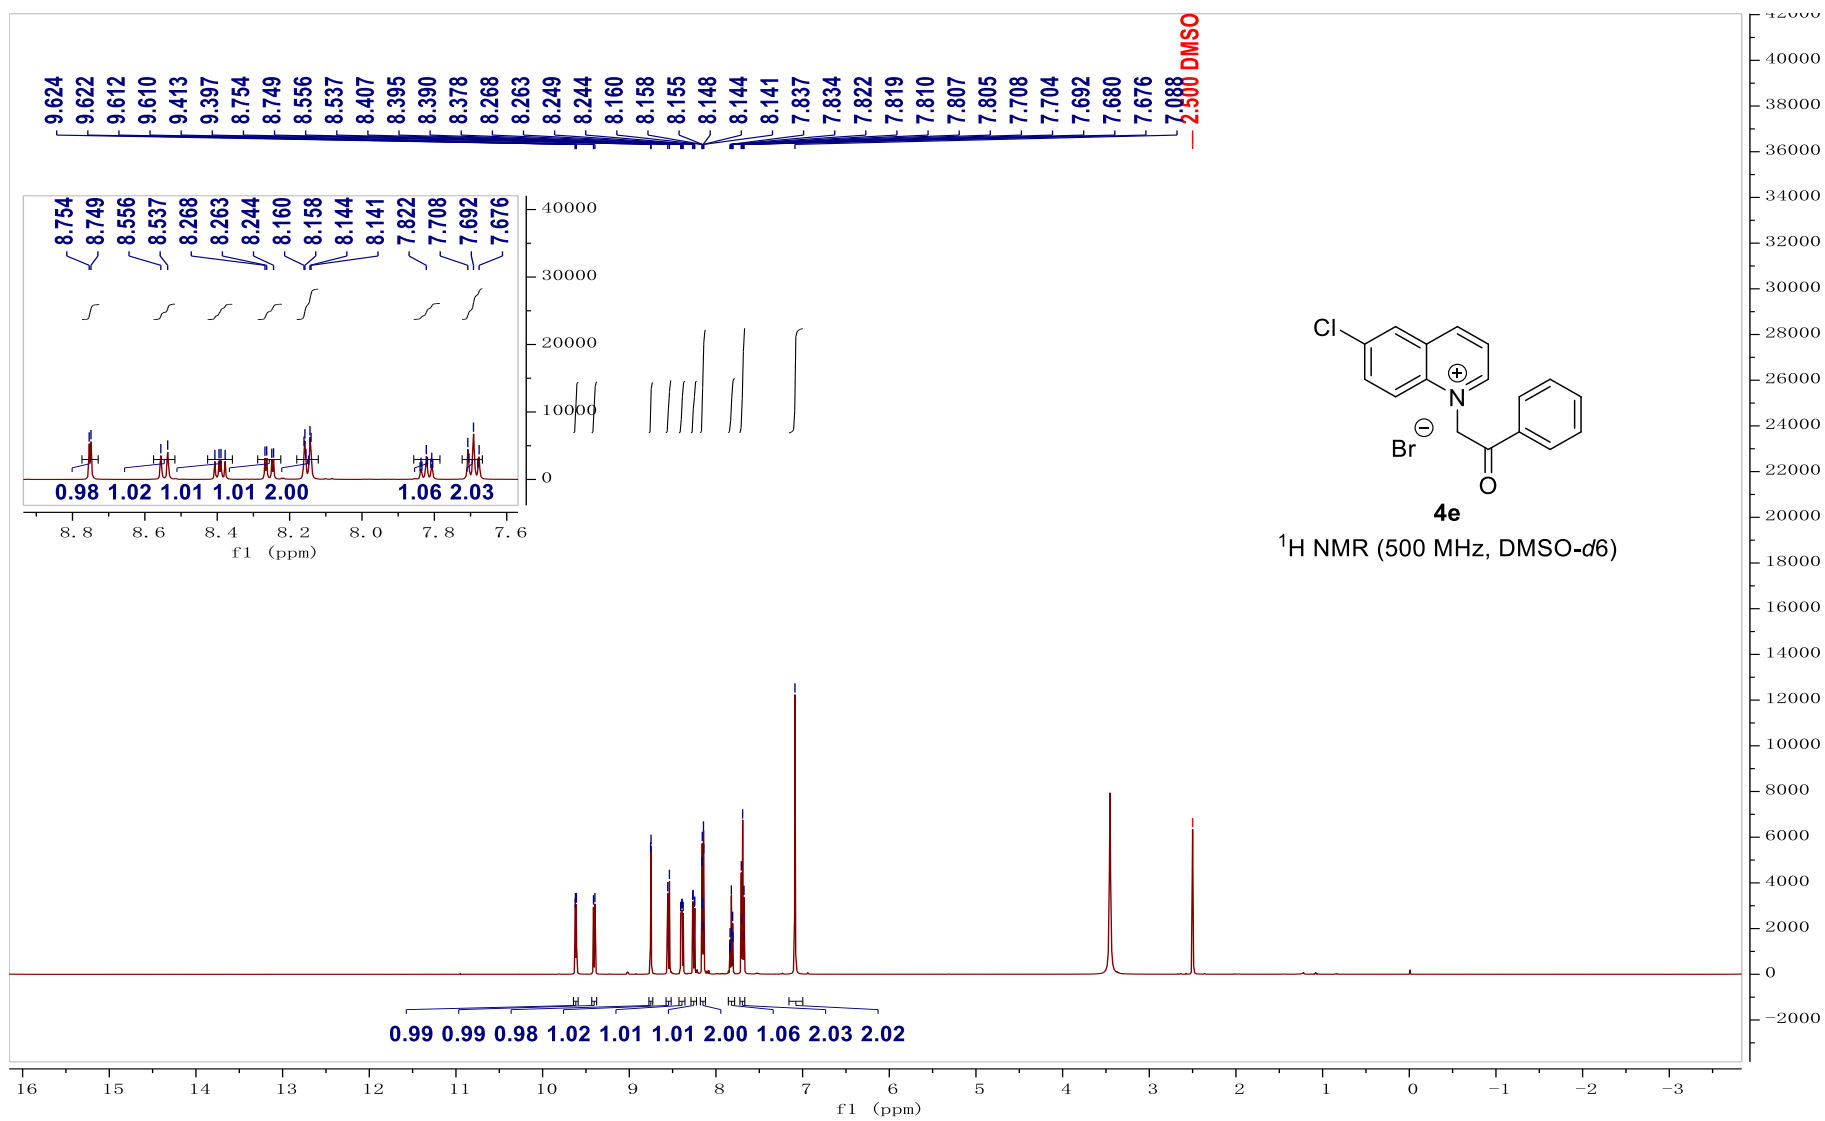 9.624 9.622 9.612 9.610 9.413 9.397 8.754 8.749 8.556 8.537 8.407 8.395 8.390 8.378 8.268 8.263 8.249 8.244 8.160 8.158 8.155 8.148 8.144 8.141 7.837 7.834 7.822 7.819 7.810 7.807 7.805 7.708 7.704 7.692 7.680 7.676 7.088
2.500 DMSO
8.754 8.749 8.556 8.537 8.268 8.263 8.244 8.160 8.158 8.144 8.141 7.822 7.708 7.692 7.676
40000
30000
20000
10000
0
0.98 1.02 1.01 1.01 2.00 1.06 2.03
8.8 8.6 8.4 8.2 8.0 7.8 7.6
f1 (ppm)
Cl
+
N
Br
−
O
4e
1H NMR (500 MHz, DMSO-d6)
42000
40000
38000
36000
34000
32000
30000
28000
26000
24000
22000
20000
18000
16000
14000
12000
10000
8000
6000
4000
2000
0
−2000
0.99 0.99 0.98 1.02 1.01 1.01 2.00 1.06 2.03 2.02
16 15 14 13 12 11 10 9 8 7 6 5 4 3 2 1 0 −1 −2 −3
f1 (ppm)